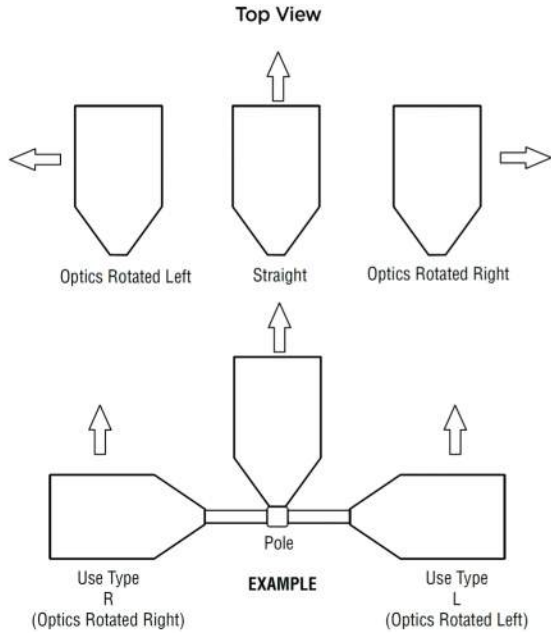 Top View
Optics Rotated Left
Straight
Optics Rotated Right
Pole
Use Type
R
(Optics Rotated Right)
EXAMPLE
Use Type
L
(Optics Rotated Left)